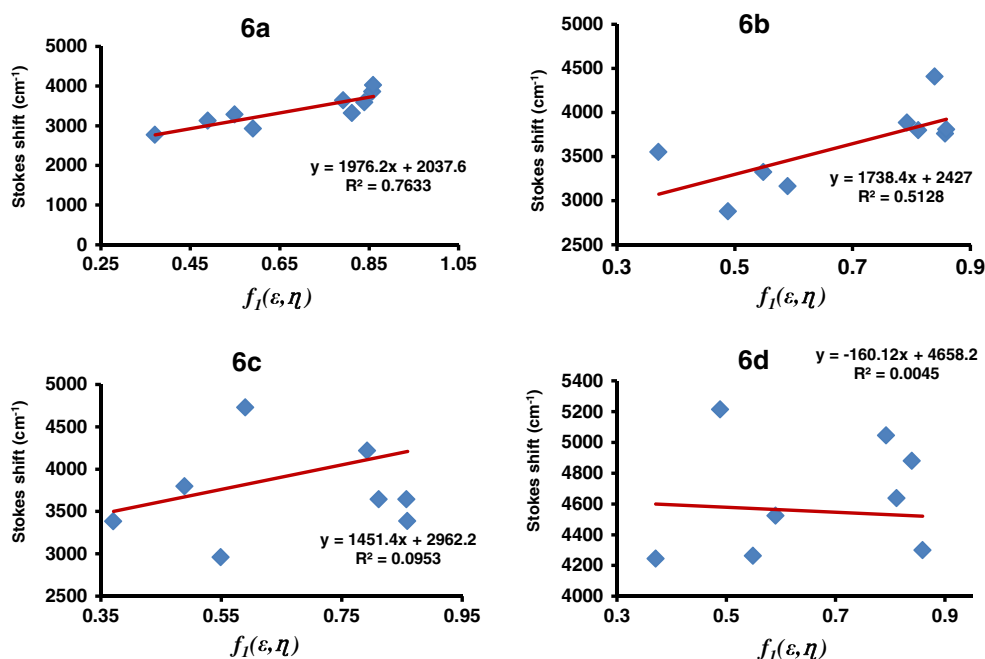 6a
Stokes shift (cm⁻¹)
5000
4000
3000
2000
1000
0
y = 1976.2x + 2037.6
R² = 0.7633
0.25 0.45 0.65 0.85 1.05
f₁(ε,η)
6b
Stokes shift (cm⁻¹)
5000
4500
4000
3500
3000
2500
y = 1738.4x + 2427
R² = 0.5128
0.3 0.5 0.7 0.9
f₁(ε,η)
6c
Stokes shift (cm⁻¹)
5000
4500
4000
3500
3000
2500
y = 1451.4x + 2962.2
R² = 0.0953
0.35 0.55 0.75 0.95
f₁(ε,η)
6d
y = -160.12x + 4658.2
R² = 0.0045
Stokes shift (cm⁻¹)
5400
5200
5000
4800
4600
4400
4200
4000
0.3 0.5 0.7 0.9
f₁(ε,η)